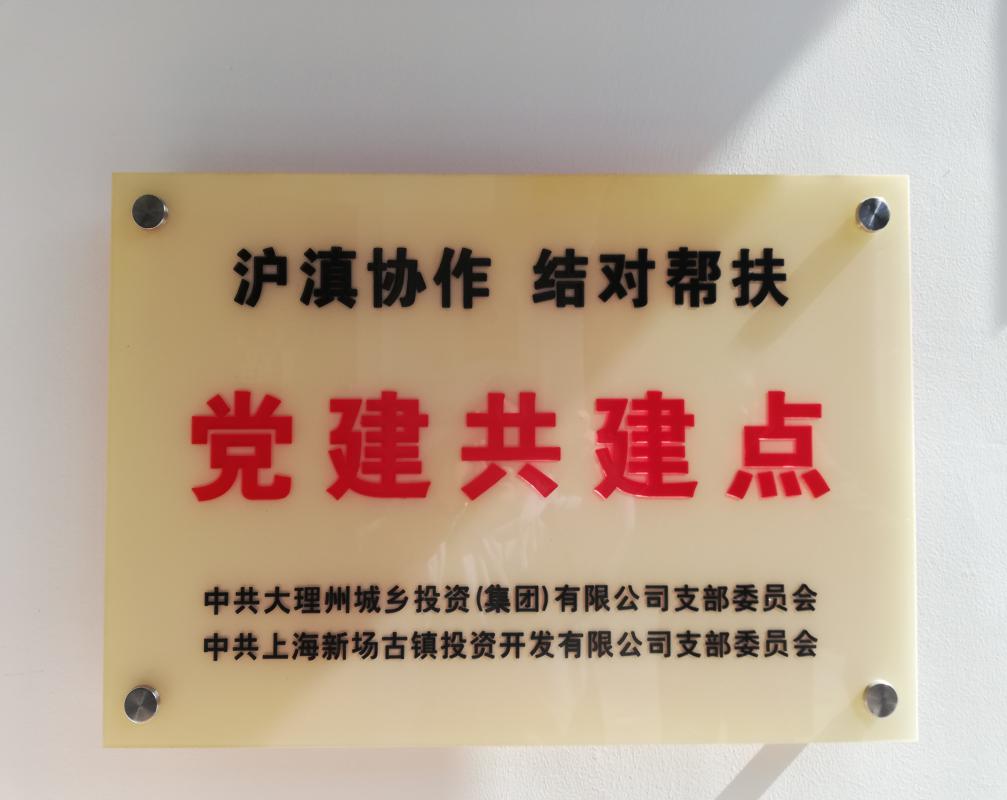 沪滇协作 结对帮扶
党建共建点
中共大理州城乡投资(集团)有限公司支部委员会
中共上海新场古镇投资开发有限公司支部委员会